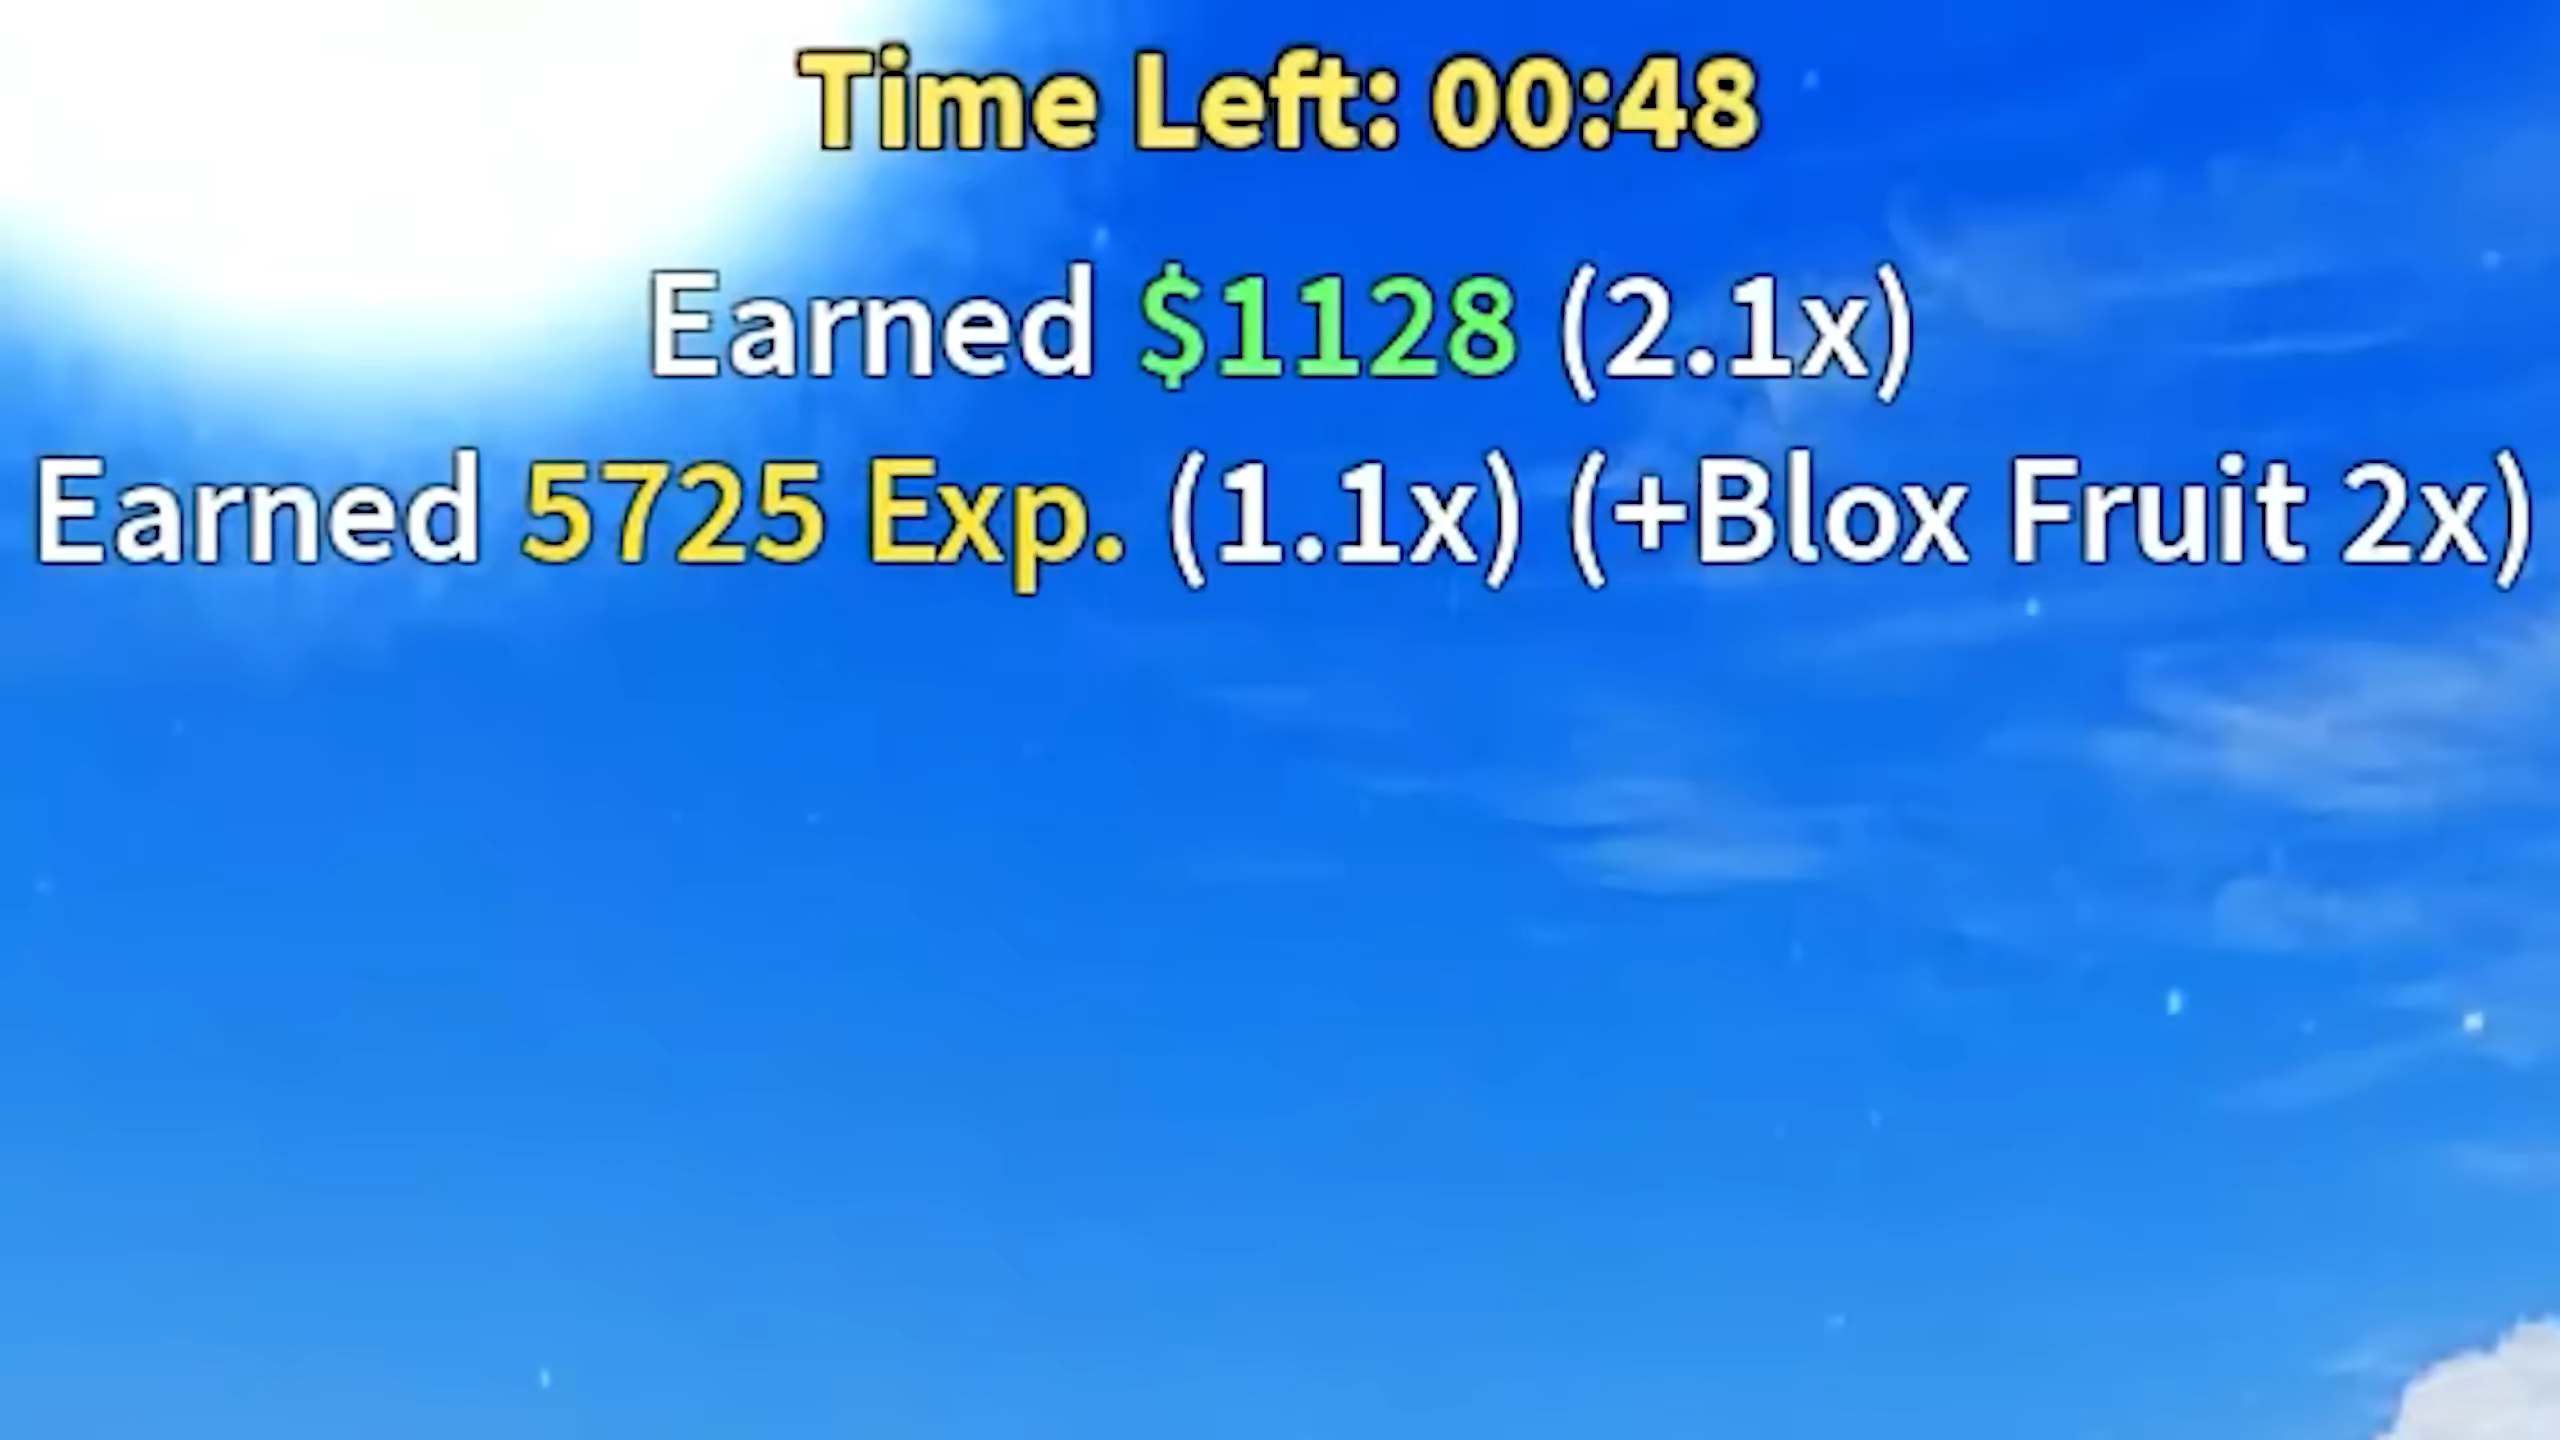 Time Left: 00:48
Earned $1128 (2.1x)
Earned 5725 Exp. (1.1x) (+Blox Fruit 2x)